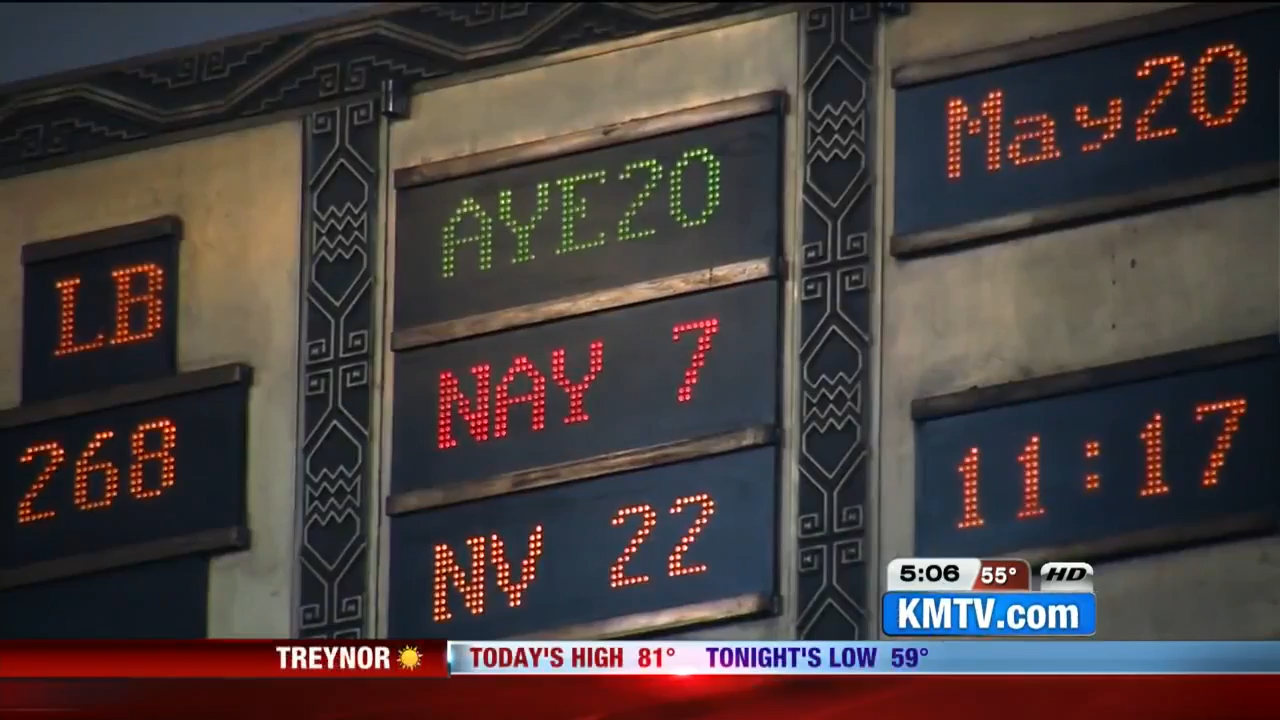 LB
268
AYE20
NAY 7
NV 22
May20
11:17
5:06 55° HD
KMTV.com
TREYNOR TODAY'S HIGH 81° TONIGHT'S LOW 59°